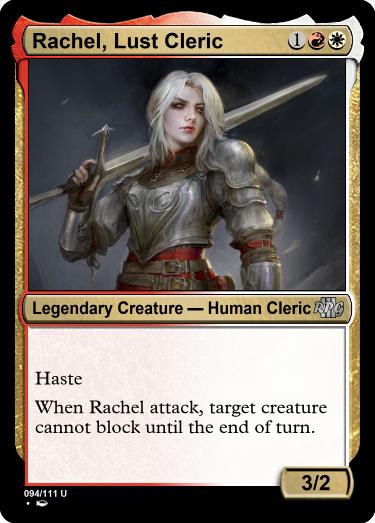 Rachel, Lust Cleric 1
Legendary Creature — Human Cleric RPG
Haste
When Rachel attack, target creature
cannot block until the end of turn.
3/2
094/111 U